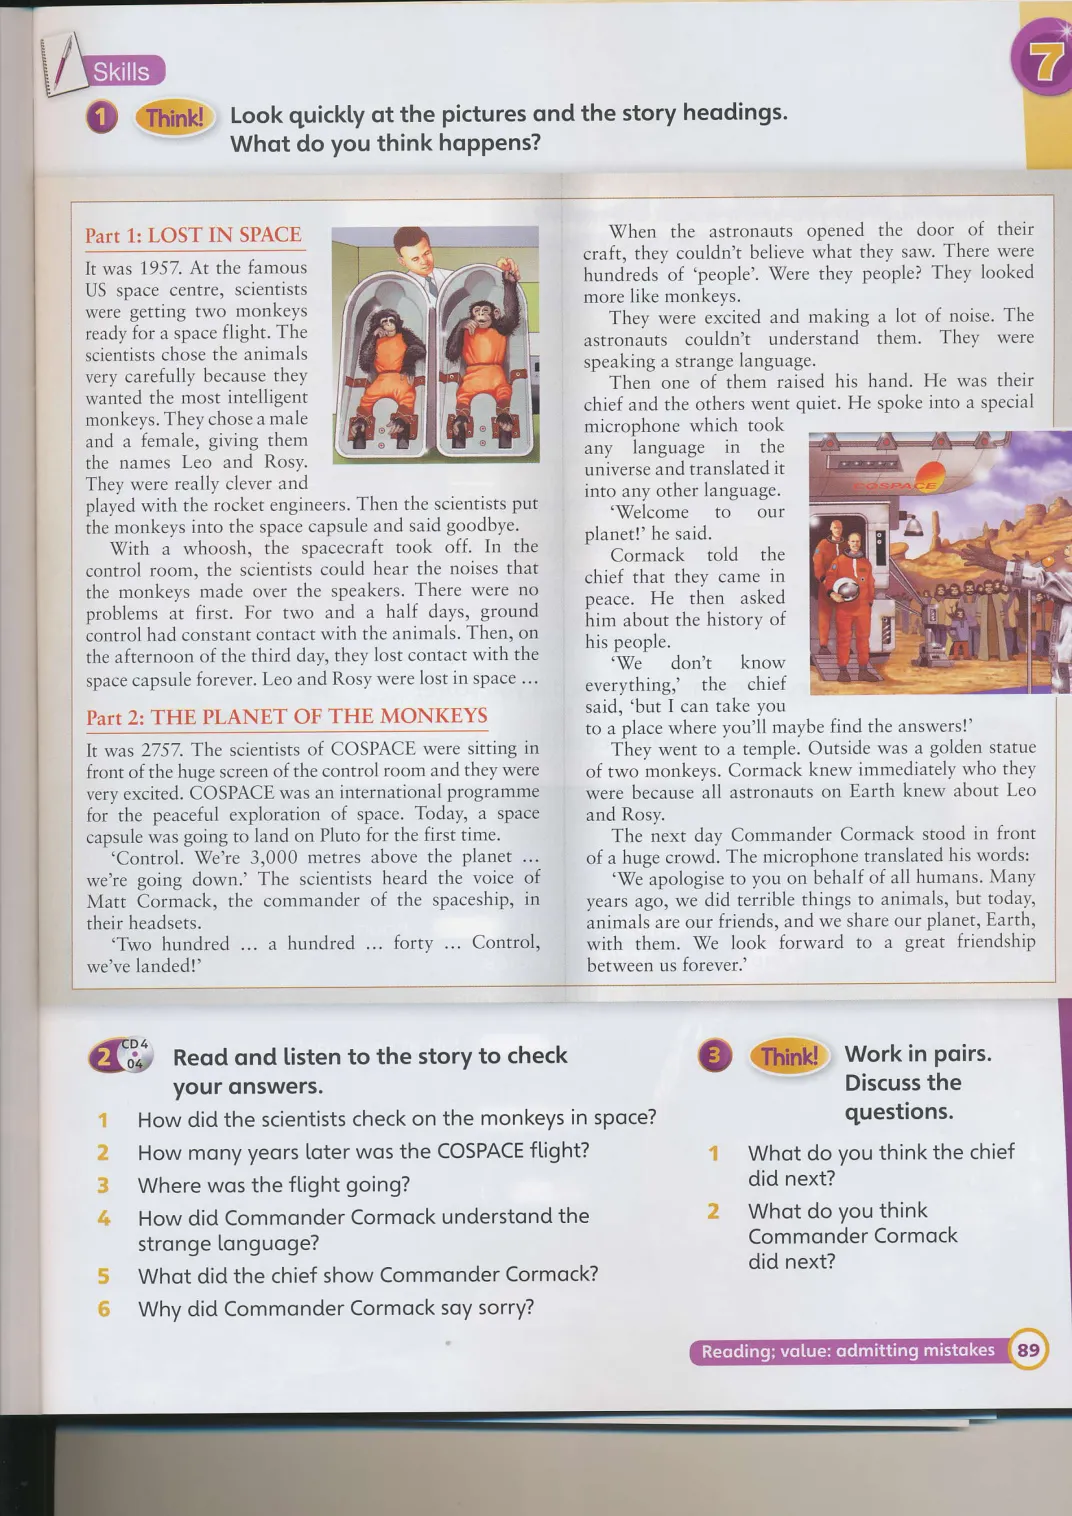 Skills
7
1 Think! Look quickly at the pictures and the story headings.
What do you think happens?
Part 1: LOST IN SPACE
It was 1957. At the famous
US space centre, scientists
were getting two monkeys
ready for a space flight. The
scientists chose the animals
very carefully because they
wanted the most intelligent
monkeys. They chose a male
and a female, giving them
the names Leo and Rosy.
They were really clever and
played with the rocket engineers. Then the scientists put
the monkeys into the space capsule and said goodbye.
With a whoosh, the spacecraft took off. In the
control room, the scientists could hear the noises that
the monkeys made over the speakers. There were no
problems at first. For two and a half days, ground
control had constant contact with the animals. Then, on
the afternoon of the third day, they lost contact with the
space capsule forever. Leo and Rosy were lost in space ...
Part 2: THE PLANET OF THE MONKEYS
It was 2757. The scientists of COSPACE were sitting in
front of the huge screen of the control room and they were
very excited. COSPACE was an international programme
for the peaceful exploration of space. Today, a space
capsule was going to land on Pluto for the first time.
‘Control. We’re 3,000 metres above the planet ...
we’re going down.’ The scientists heard the voice of
Matt Cormack, the commander of the spaceship, in
their headsets.
‘Two hundred ... a hundred ... forty ... Control,
we’ve landed!’
When the astronauts opened the door of their
craft, they couldn’t believe what they saw. There were
hundreds of ‘people’. Were they people? They looked
more like monkeys.
They were excited and making a lot of noise. The
astronauts couldn’t understand them. They were
speaking a strange language.
Then one of them raised his hand. He was their
chief and the others went quiet. He spoke into a special
microphone which took
any language in the
universe and translated it
into any other language.
‘Welcome to our
planet!’ he said.
Cormack told the
chief that they came in
peace. He then asked
him about the history of
his people.
‘We don’t know
everything,’ the chief
said, ‘but I can take you
to a place where you’ll maybe find the answers!’
They went to a temple. Outside was a golden statue
of two monkeys. Cormack knew immediately who they
were because all astronauts on Earth knew about Leo
and Rosy.
The next day Commander Cormack stood in front
of a huge crowd. The microphone translated his words:
‘We apologise to you on behalf of all humans. Many
years ago, we did terrible things to animals, but today,
animals are our friends, and we share our planet, Earth,
with them. We look forward to a great friendship
between us forever.’
COSPACE
2 CD 4
04
Read and listen to the story to check
your answers.
1 How did the scientists check on the monkeys in space?
2 How many years later was the COSPACE flight?
3 Where was the flight going?
4 How did Commander Cormack understand the
strange language?
5 What did the chief show Commander Cormack?
6 Why did Commander Cormack say sorry?
3 Think! Work in pairs.
Discuss the
questions.
1 What do you think the chief
did next?
2 What do you think
Commander Cormack
did next?
Reading; value: admitting mistakes 89